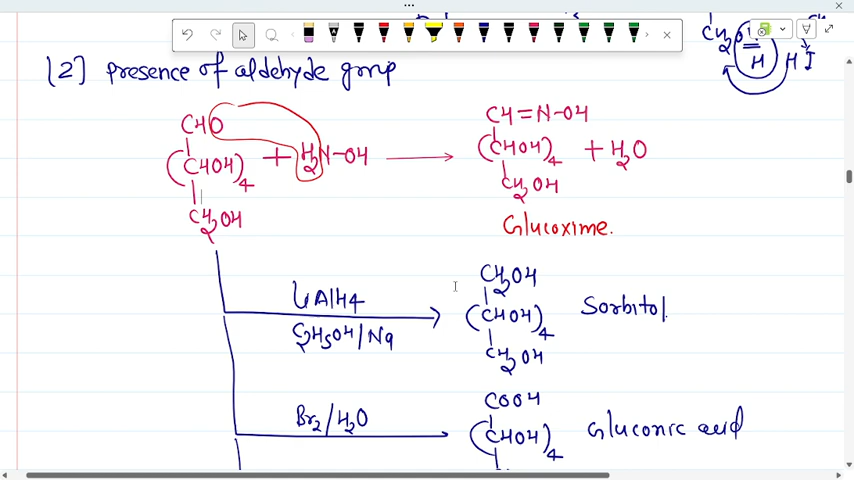 [2] presence of aldehyde group
CHO
(CHOH)4 + H2N-OH → CH=N-OH
(CHOH)4 + H2O
CH2OH
CH2OH
Glucoxime.
LiAlH4
C2H5OH/Na
CH2OH
(CHOH)4 Sorbitol
CH2OH
Br2/H2O
COOH
(CHOH)4 Gluconic acid
CH2OH
H HI